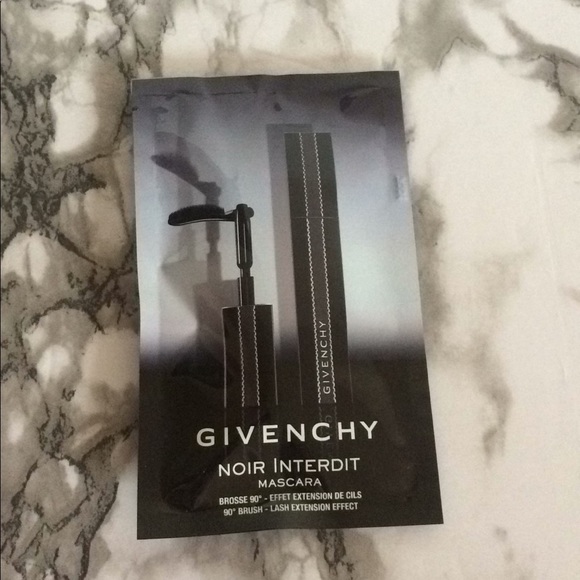 GIVENCHY
GIVENCHY
NOIR INTERDIT
MASCARA
BROSSE 90° - EFFET EXTENSION DE CILS
90° BRUSH - LASH EXTENSION EFFECT